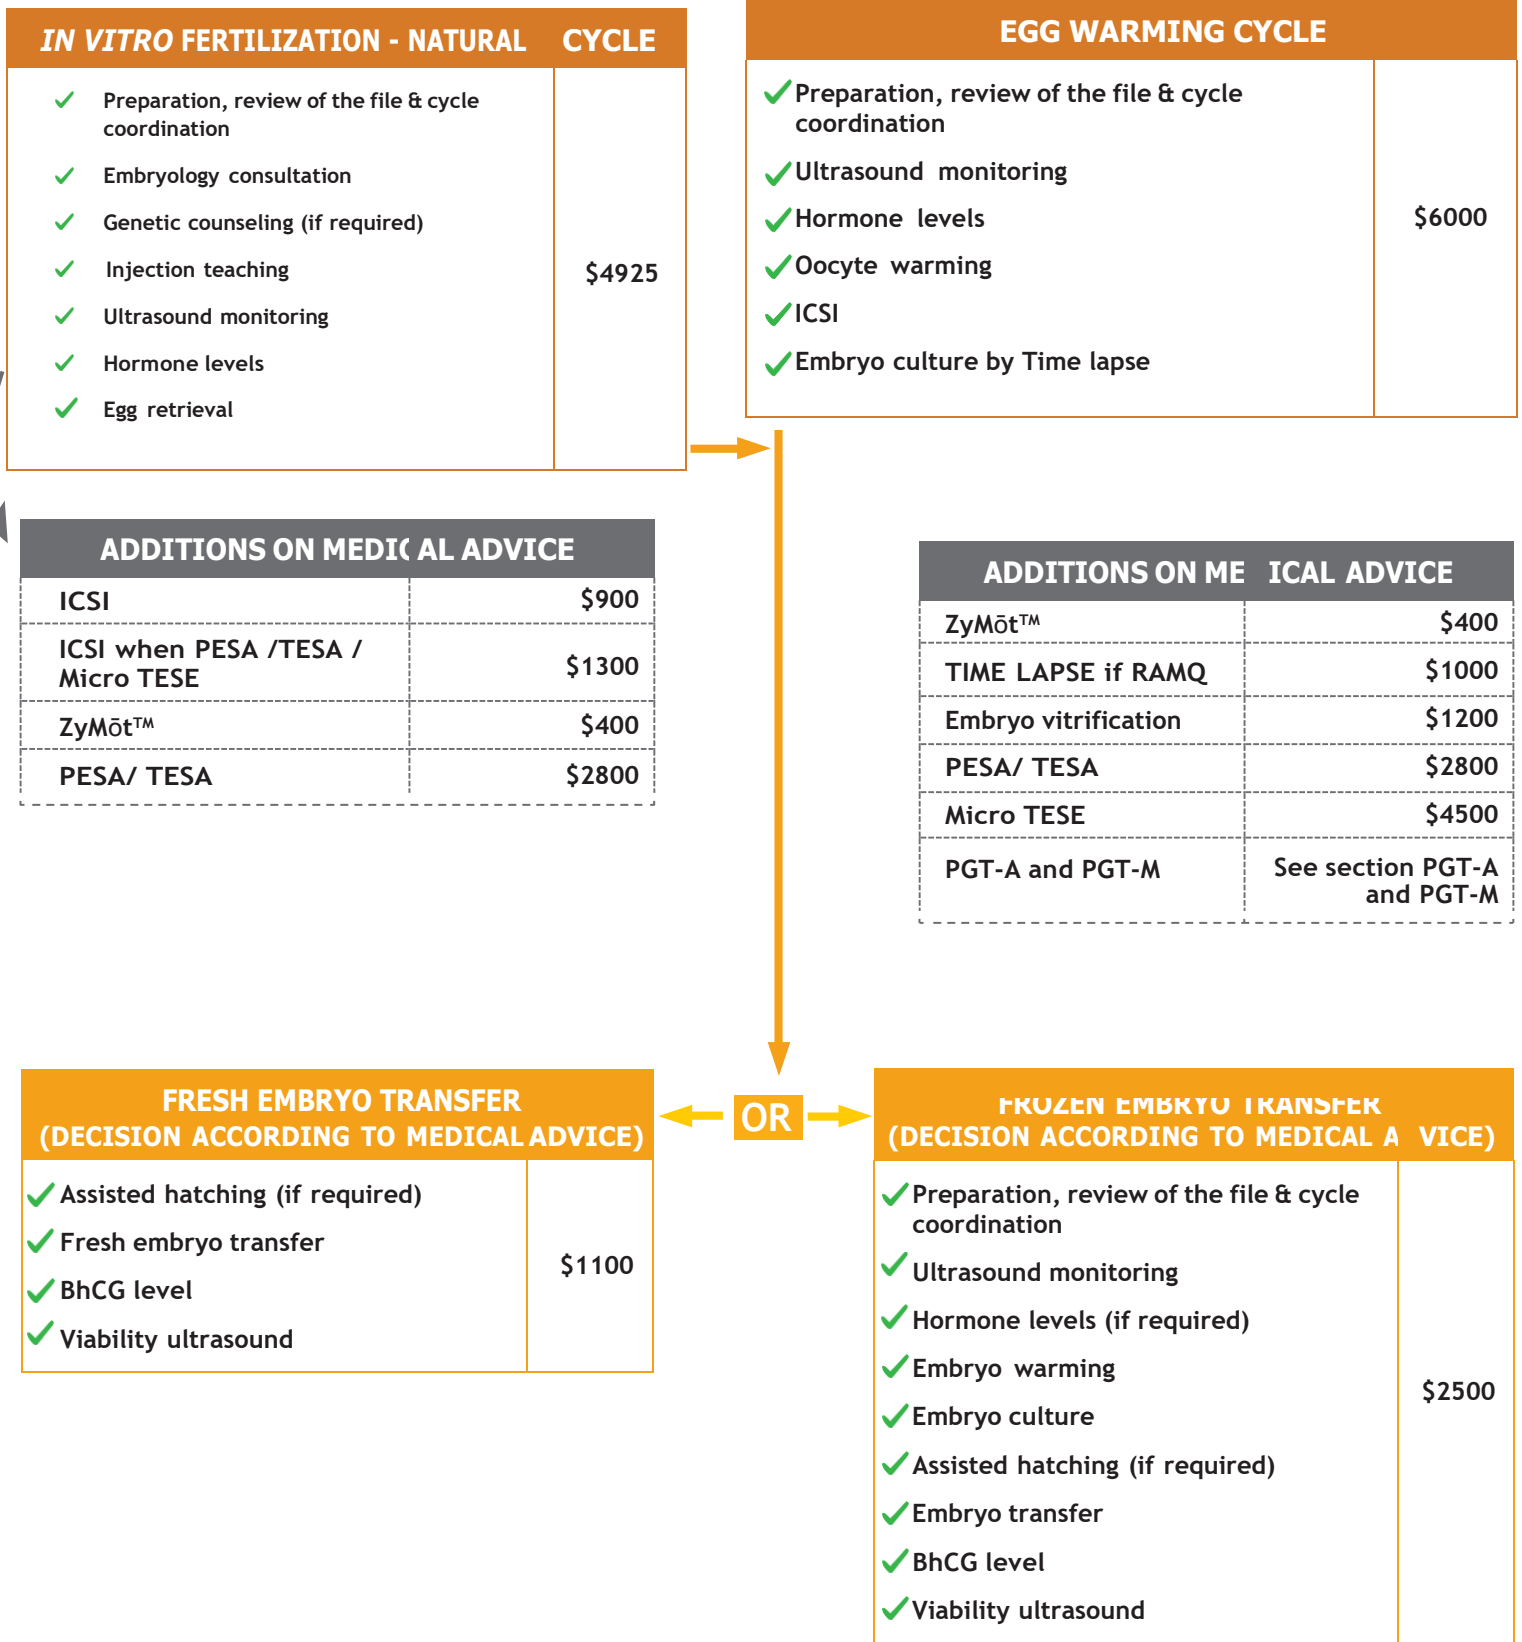 IN VITRO FERTILIZATION - NATURAL CYCLE
Preparation, review of the file & cycle
coordination
Embryology consultation
Genetic counseling (if required)
Injection teaching
Ultrasound monitoring
Hormone levels
Egg retrieval
$4925
EGG WARMING CYCLE
Preparation, review of the file & cycle
coordination
Ultrasound monitoring
Hormone levels
Oocyte warming
ICSI
Embryo culture by Time lapse
$6000
ADDITIONS ON MEDICAL ADVICE
ICSI $900
ICSI when PESA /TESA /
Micro TESE
$1300
ZyMōt™ $400
PESA/ TESA $2800
ADDITIONS ON ME ICAL ADVICE
ZyMōt™ $400
TIME LAPSE if RAMQ $1000
Embryo vitrification $1200
PESA/ TESA $2800
Micro TESE $4500
PGT-A and PGT-M
See section PGT-A
and PGT-M
FRESH EMBRYO TRANSFER
(DECISION ACCORDING TO MEDICAL ADVICE)
Assisted hatching (if required)
Fresh embryo transfer
BhCG level
Viability ultrasound
$1100
OR
FROZEN EMBRYO TRANSFER
(DECISION ACCORDING TO MEDICAL A VICE)
Preparation, review of the file & cycle
coordination
Ultrasound monitoring
Hormone levels (if required)
Embryo warming
Embryo culture
Assisted hatching (if required)
Embryo transfer
BhCG level
Viability ultrasound
$2500